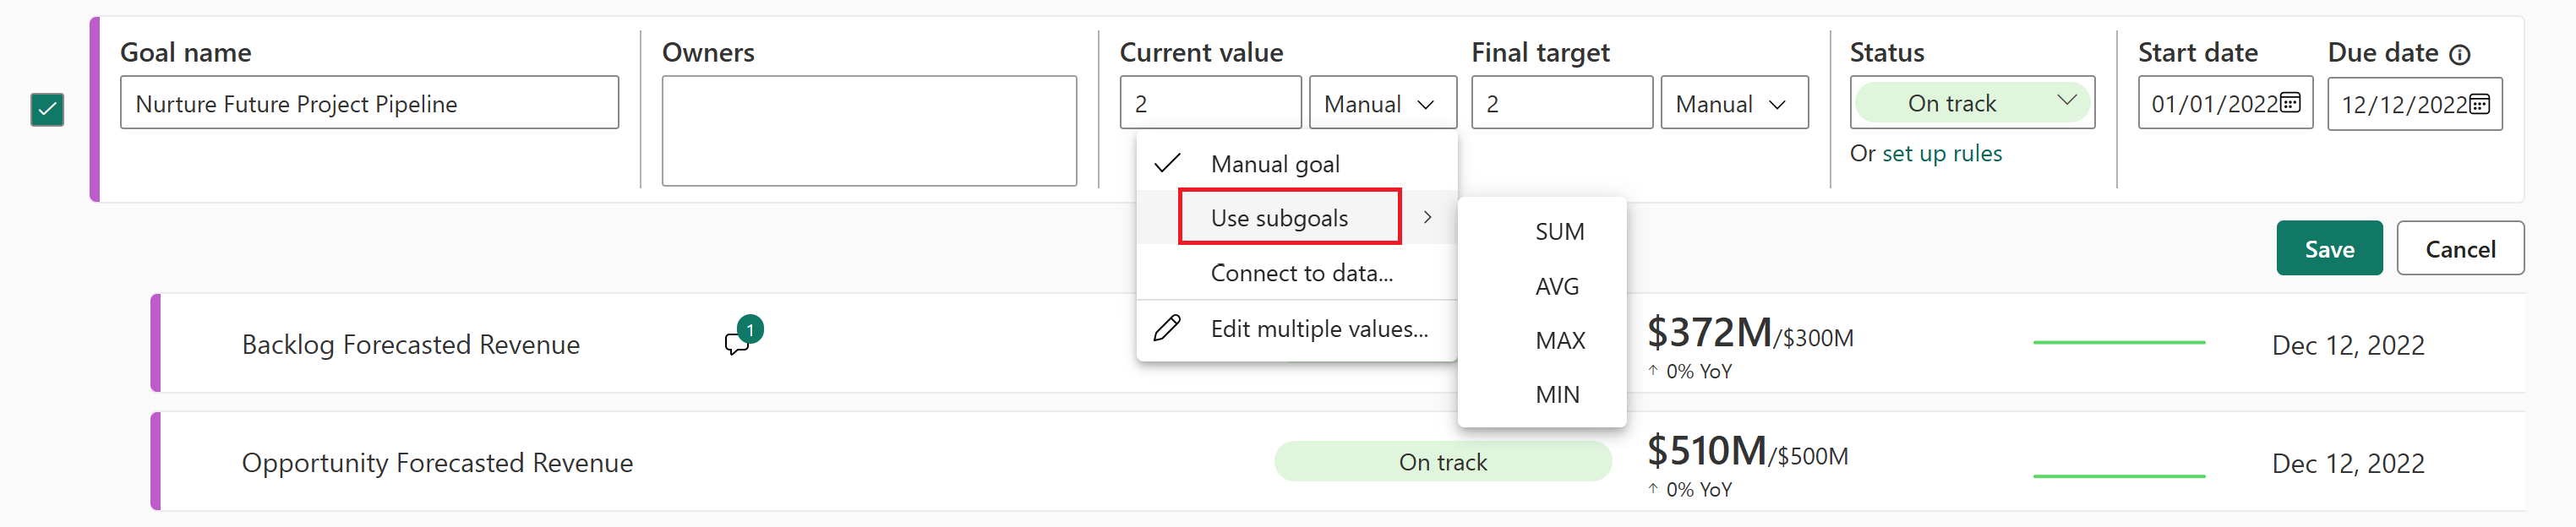 Goal name
Owners
Current value
Final target
Status
Start date
Due date
Nurture Future Project Pipeline
2
Manual
2
Manual
On track
01/01/2022
12/12/2022
Or set up rules
Manual goal
Use subgoals
Connect to data...
Edit multiple values...
SUM
AVG
MAX
MIN
Save
Cancel
Backlog Forecasted Revenue
1
$372M/$300M
↑ 0% YoY
Dec 12, 2022
Opportunity Forecasted Revenue
On track
$510M/$500M
↑ 0% YoY
Dec 12, 2022